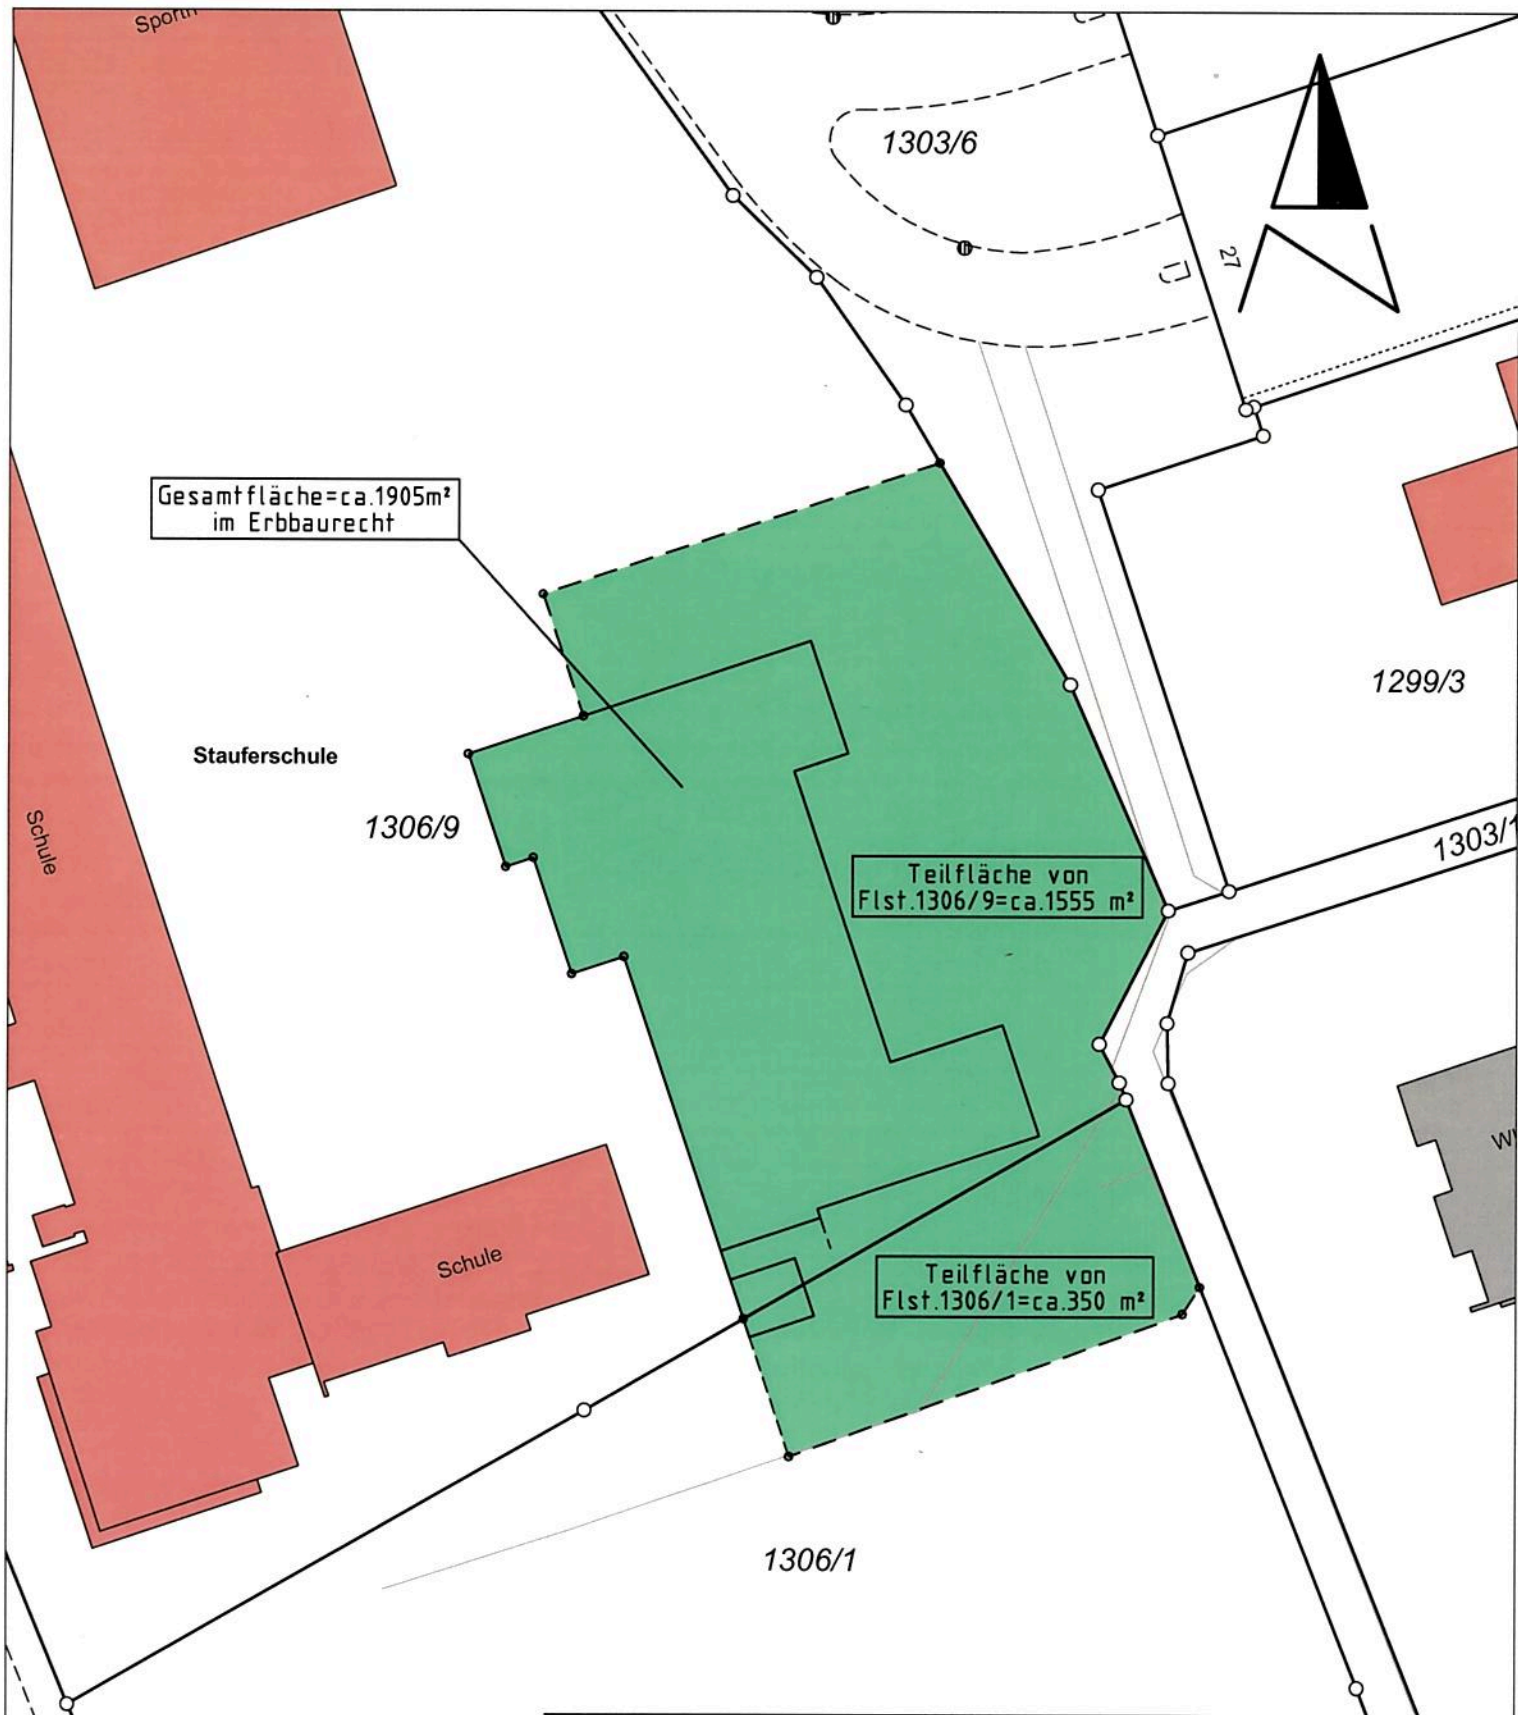 1303/6
27
Gesamtfläche=ca.1905m²
im Erbbaurecht
1299/3
Stauferschule
1306/9
Schule
Teilfläche von
Flst.1306/9=ca.1555 m²
1303/1
Schule
Teilfläche von
Flst.1306/1=ca.350 m²
1306/1